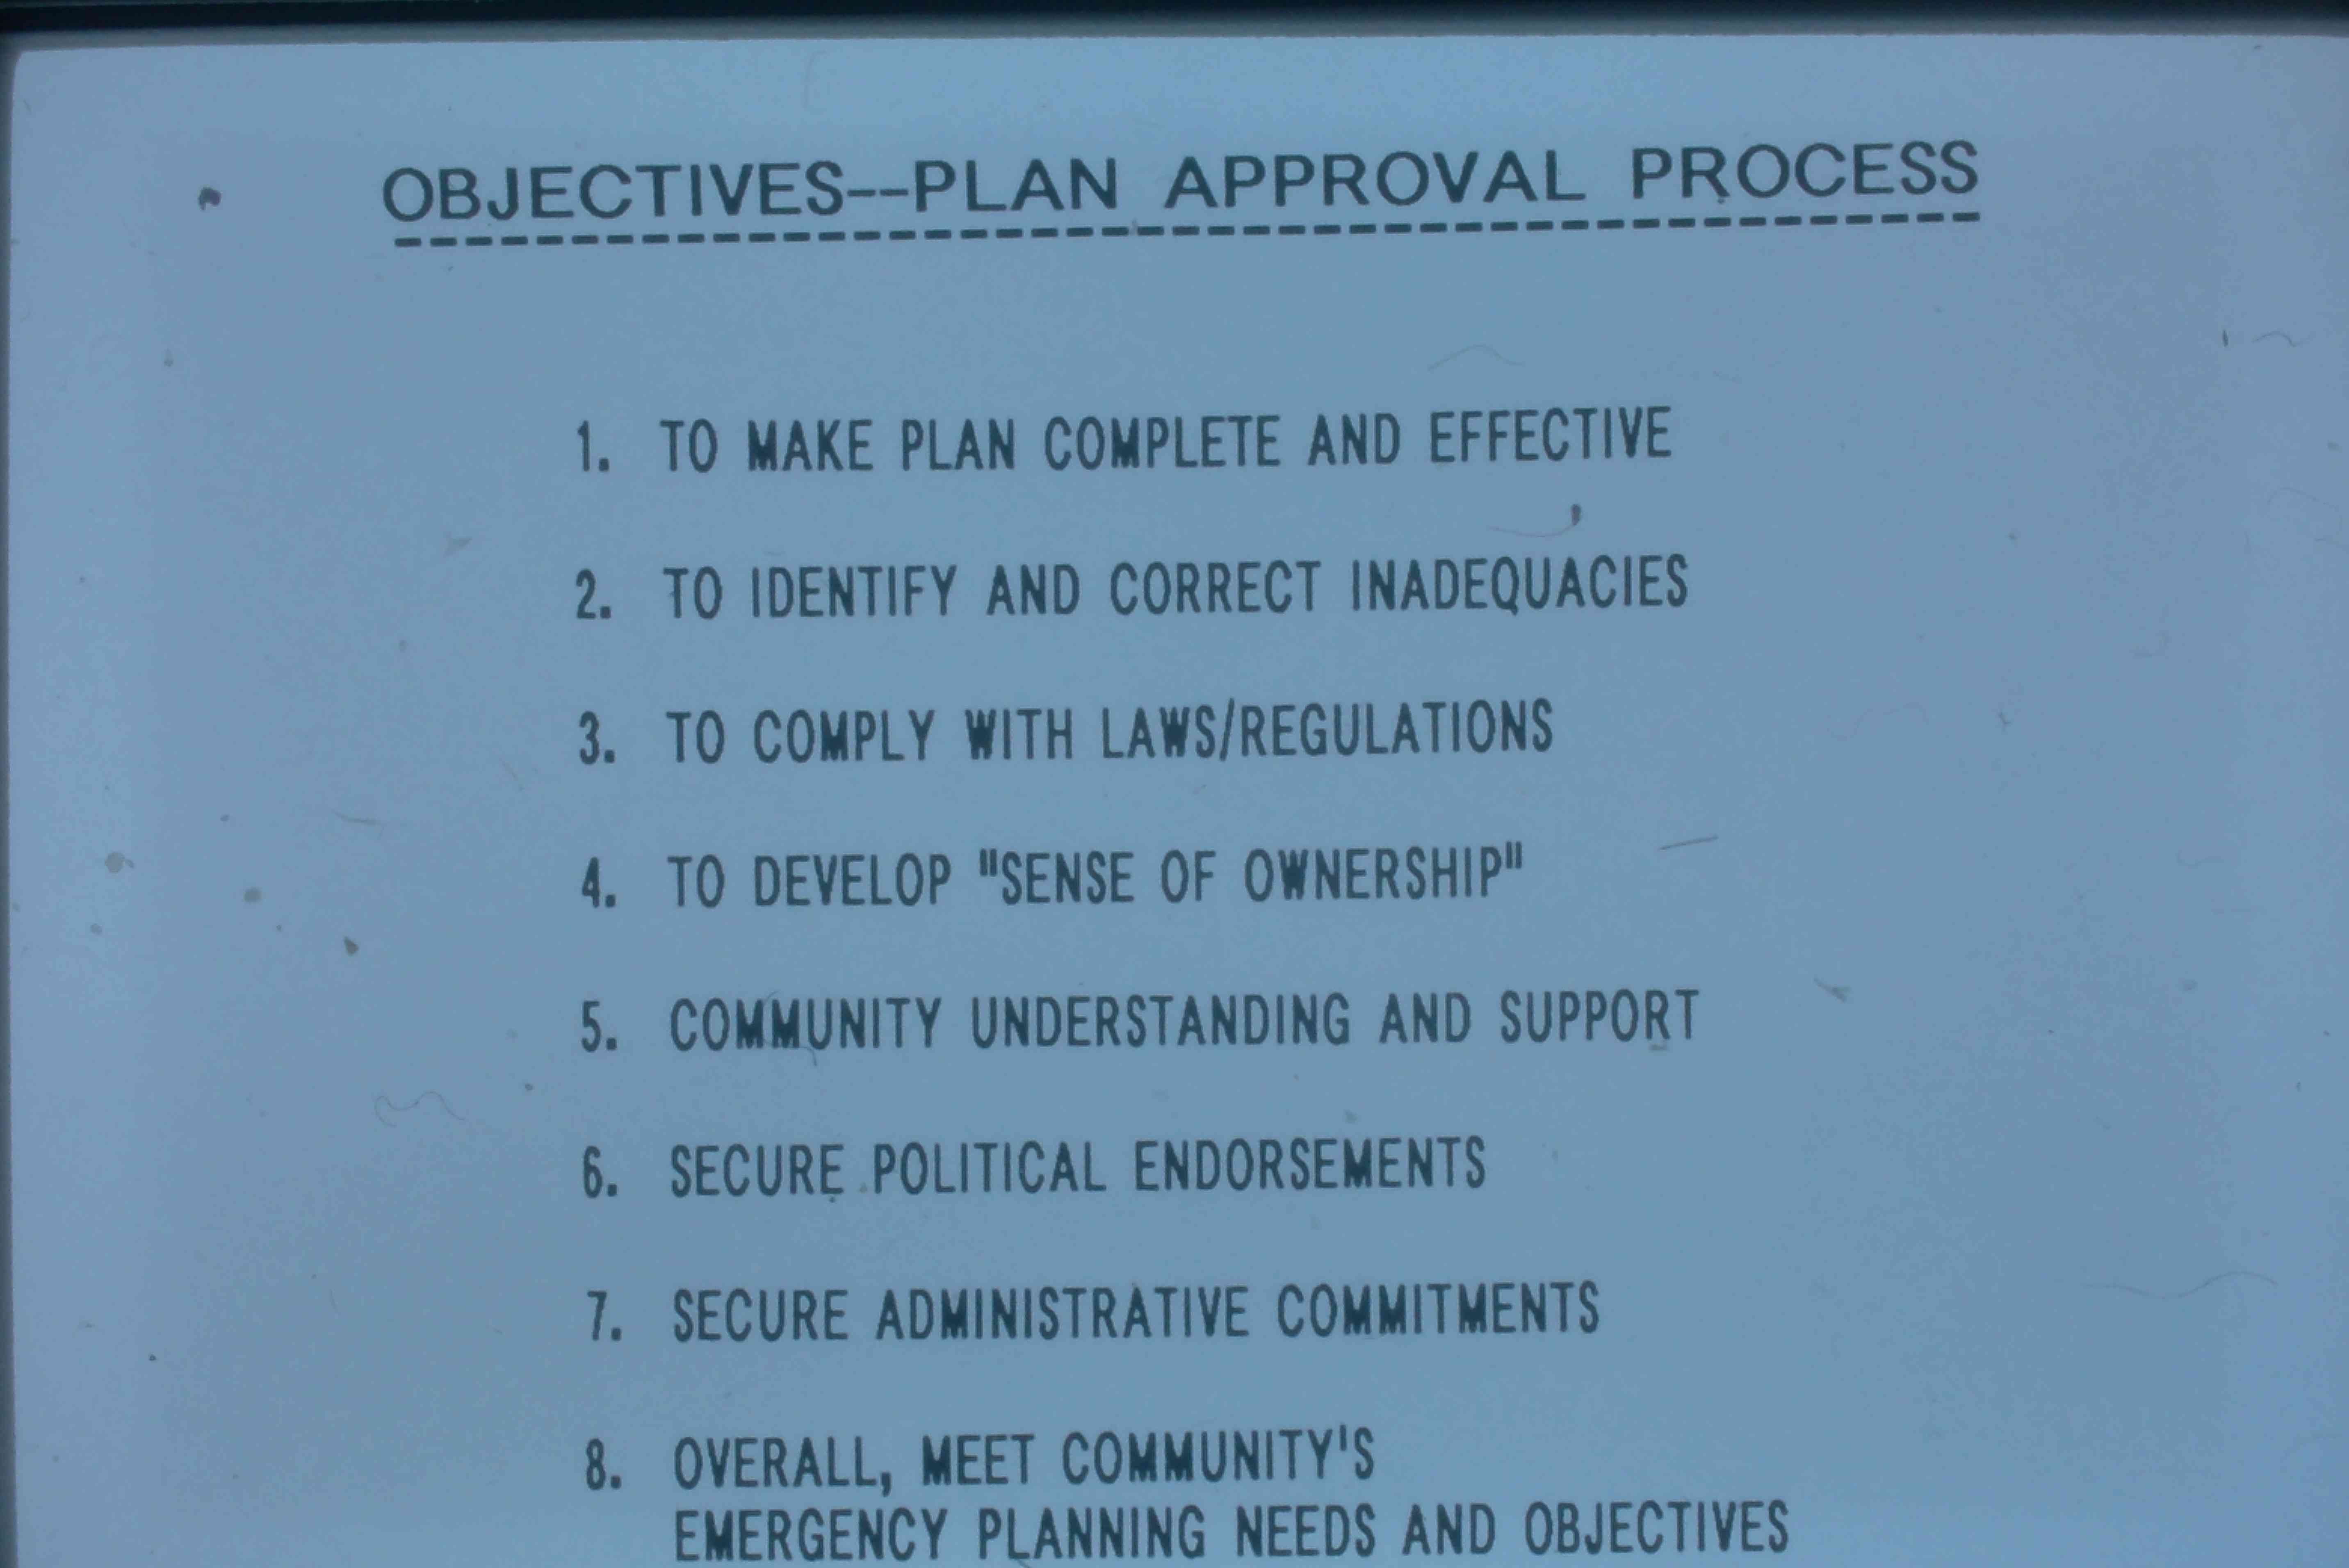 OBJECTIVES--PLAN APPROVAL PROCESS
1. TO MAKE PLAN COMPLETE AND EFFECTIVE
2. TO IDENTIFY AND CORRECT INADEQUACIES
3. TO COMPLY WITH LAWS/REGULATIONS
4. TO DEVELOP "SENSE OF OWNERSHIP"
5. COMMUNITY UNDERSTANDING AND SUPPORT
6. SECURE POLITICAL ENDORSEMENTS
7. SECURE ADMINISTRATIVE COMMITMENTS
8. OVERALL, MEET COMMUNITY'S
EMERGENCY PLANNING NEEDS AND OBJECTIVES